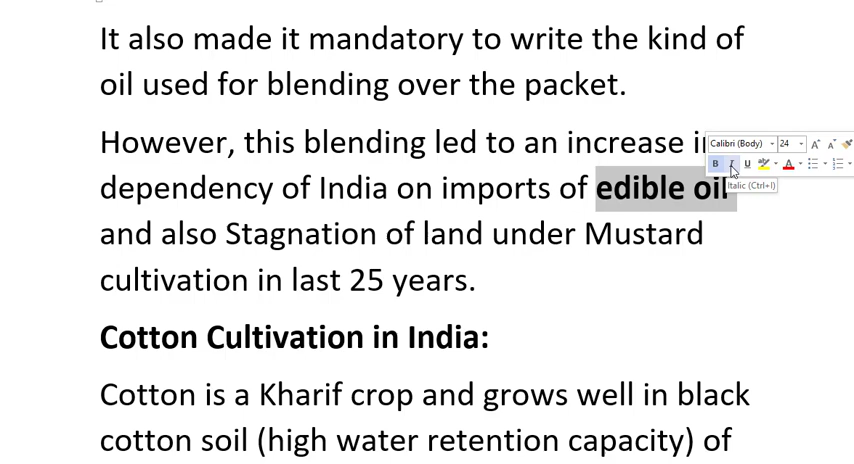 It also made it mandatory to write the kind of
oil used for blending over the packet.
However, this blending led to an increase in
Calibri (Body) 24 A A
B I U aby A
Italic (Ctrl+I)
dependency of India on imports of edible oil
and also Stagnation of land under Mustard
cultivation in last 25 years.
Cotton Cultivation in India:
Cotton is a Kharif crop and grows well in black
cotton soil (high water retention capacity) of